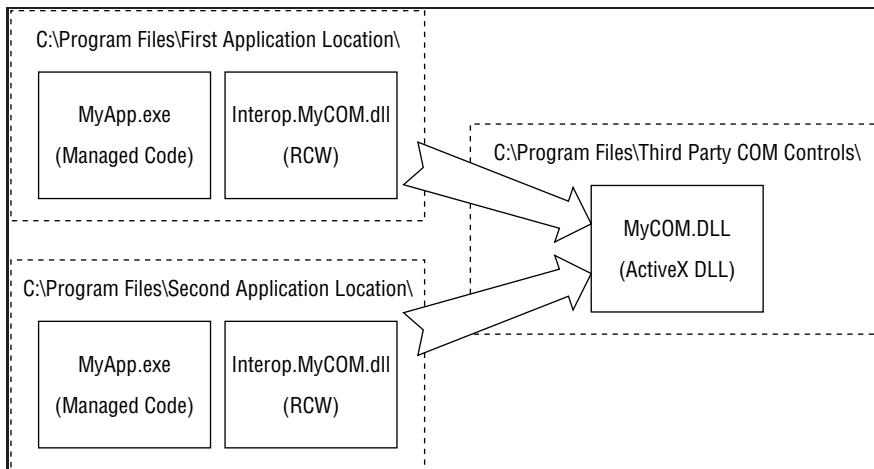 C:\Program Files\First Application Location\
MyApp.exe
(Managed Code)
Interop.MyCOM.dll
(RCW)
C:\Program Files\Third Party COM Controls\
MyCOM.DLL
(ActiveX DLL)
C:\Program Files\Second Application Location\
MyApp.exe
(Managed Code)
Interop.MyCOM.dll
(RCW)